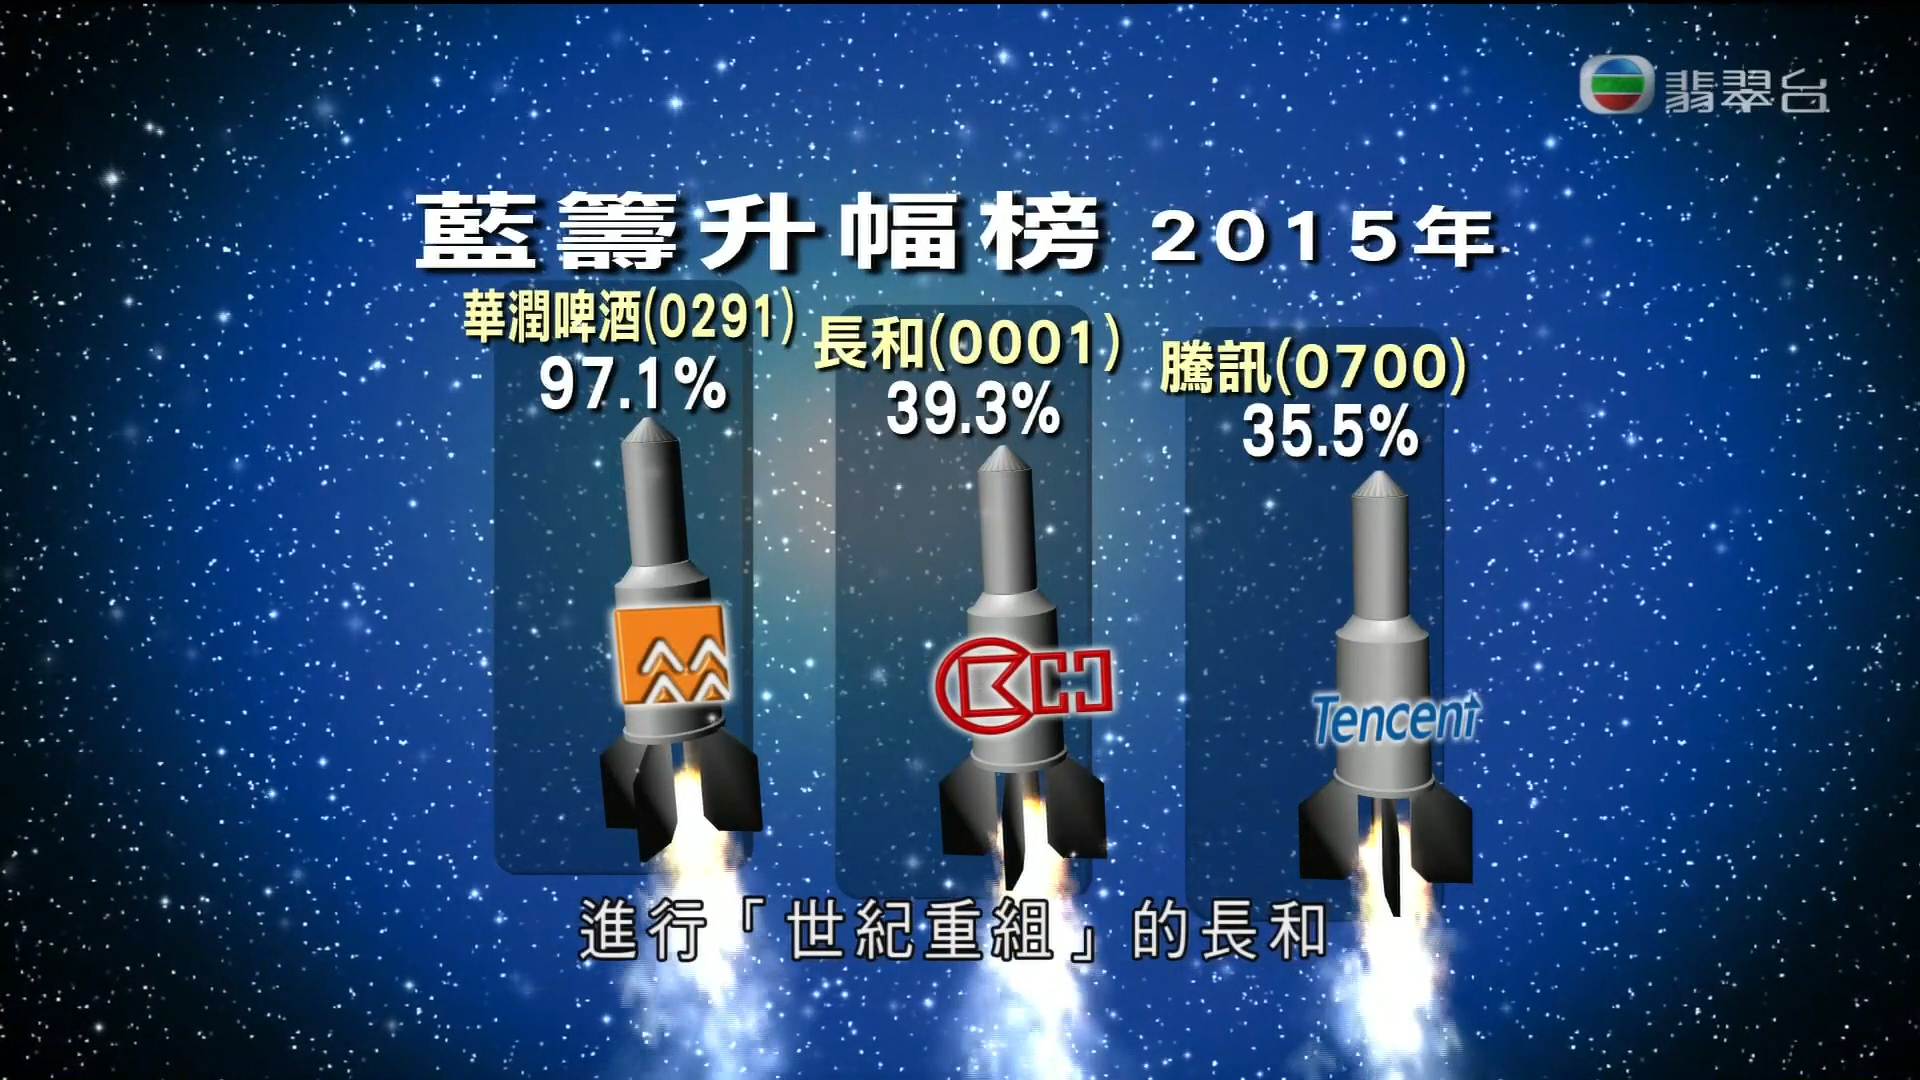 翡翠台
藍籌升幅榜 2015年
華潤啤酒(0291)
97.1%
長和(0001)
39.3%
騰訊(0700)
35.5%
CKH
Tencent
進行「世紀重組」的長和